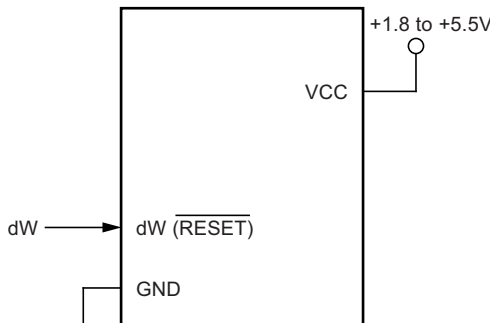 +1.8 to +5.5V
VCC
dW
dW (RESET)
GND